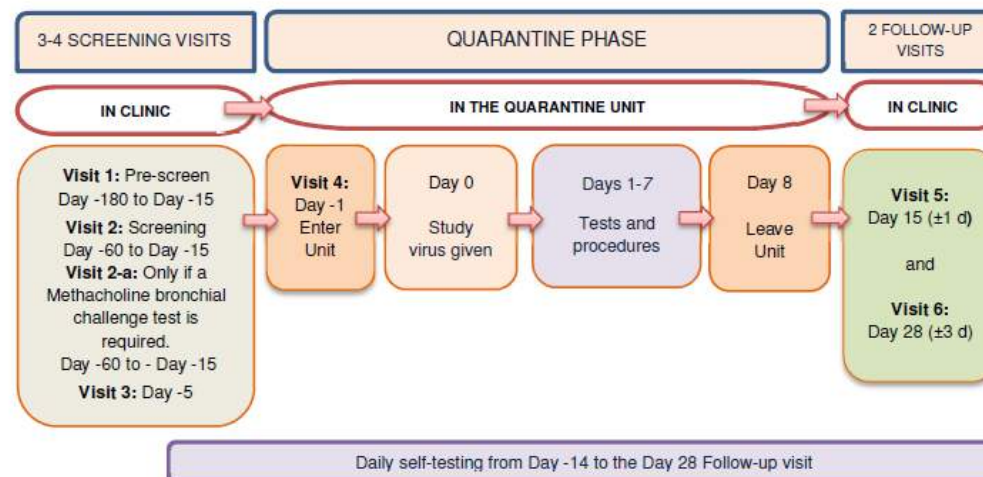 3-4 SCREENING VISITS
QUARANTINE PHASE
2 FOLLOW-UP
VISITS
IN CLINIC
IN THE QUARANTINE UNIT
IN CLINIC
Visit 1: Pre-screen
Day -180 to Day -15
Visit 2: Screening
Day -60 to Day -15
Visit 2-a: Only if a
Methacholine bronchial
challenge test is
required.
Day -60 to - Day -15
Visit 3: Day -5
Visit 4:
Day -1
Enter
Unit
Day 0
Study
virus given
Days 1-7
Tests and
procedures
Day 8
Leave
Unit
Visit 5:
Day 15 (±1 d)
and
Visit 6:
Day 28 (±3 d)
Daily self-testing from Day -14 to the Day 28 Follow-up visit